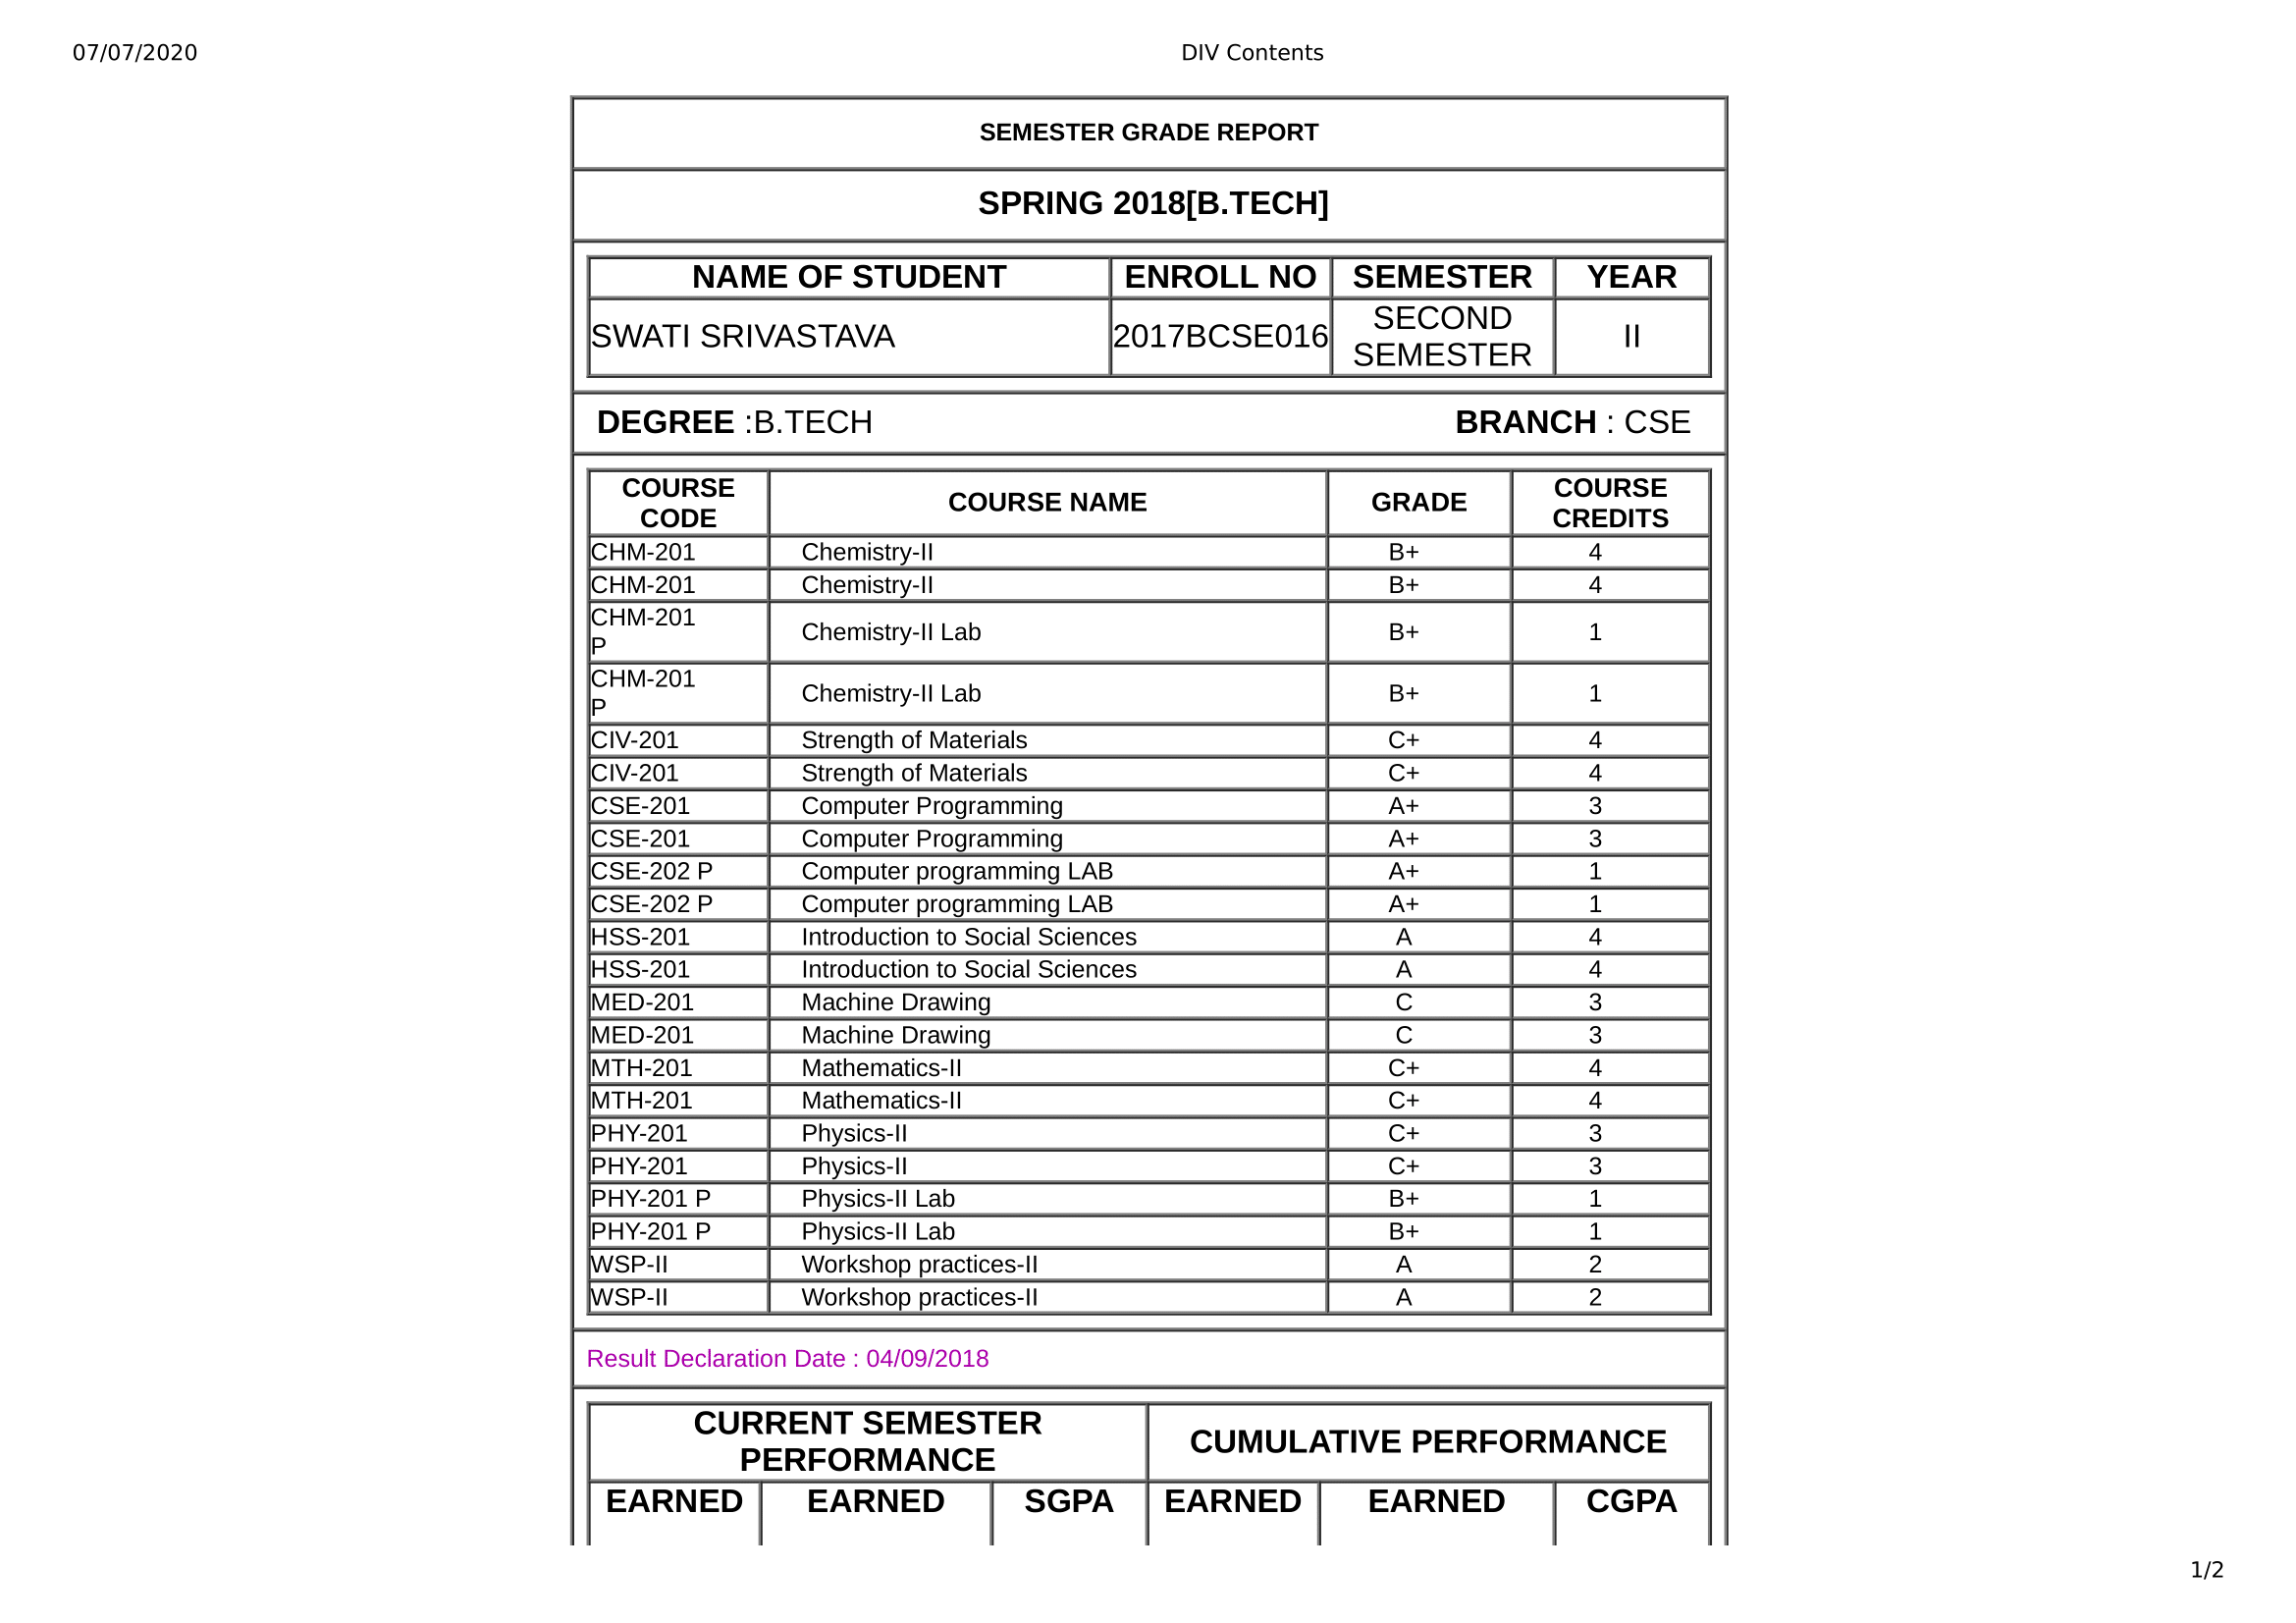 07/07/2020 DIV Contents
SEMESTER GRADE REPORT
SPRING 2018[B.TECH]
NAME OF STUDENT ENROLL NO SEMESTER YEAR
SWATI SRIVASTAVA 2017BCSE016 SECOND SEMESTER II
DEGREE :B.TECH BRANCH : CSE
COURSE CODE COURSE NAME GRADE COURSE CREDITS
CHM-201 Chemistry-II B+ 4
CHM-201 Chemistry-II B+ 4
CHM-201 P Chemistry-II Lab B+ 1
CHM-201 P Chemistry-II Lab B+ 1
CIV-201 Strength of Materials C+ 4
CIV-201 Strength of Materials C+ 4
CSE-201 Computer Programming A+ 3
CSE-201 Computer Programming A+ 3
CSE-202 P Computer programming LAB A+ 1
CSE-202 P Computer programming LAB A+ 1
HSS-201 Introduction to Social Sciences A 4
HSS-201 Introduction to Social Sciences A 4
MED-201 Machine Drawing C 3
MED-201 Machine Drawing C 3
MTH-201 Mathematics-II C+ 4
MTH-201 Mathematics-II C+ 4
PHY-201 Physics-II C+ 3
PHY-201 Physics-II C+ 3
PHY-201 P Physics-II Lab B+ 1
PHY-201 P Physics-II Lab B+ 1
WSP-II Workshop practices-II A 2
WSP-II Workshop practices-II A 2
Result Declaration Date : 04/09/2018
CURRENT SEMESTER PERFORMANCE CUMULATIVE PERFORMANCE
EARNED EARNED SGPA EARNED EARNED CGPA
1/2